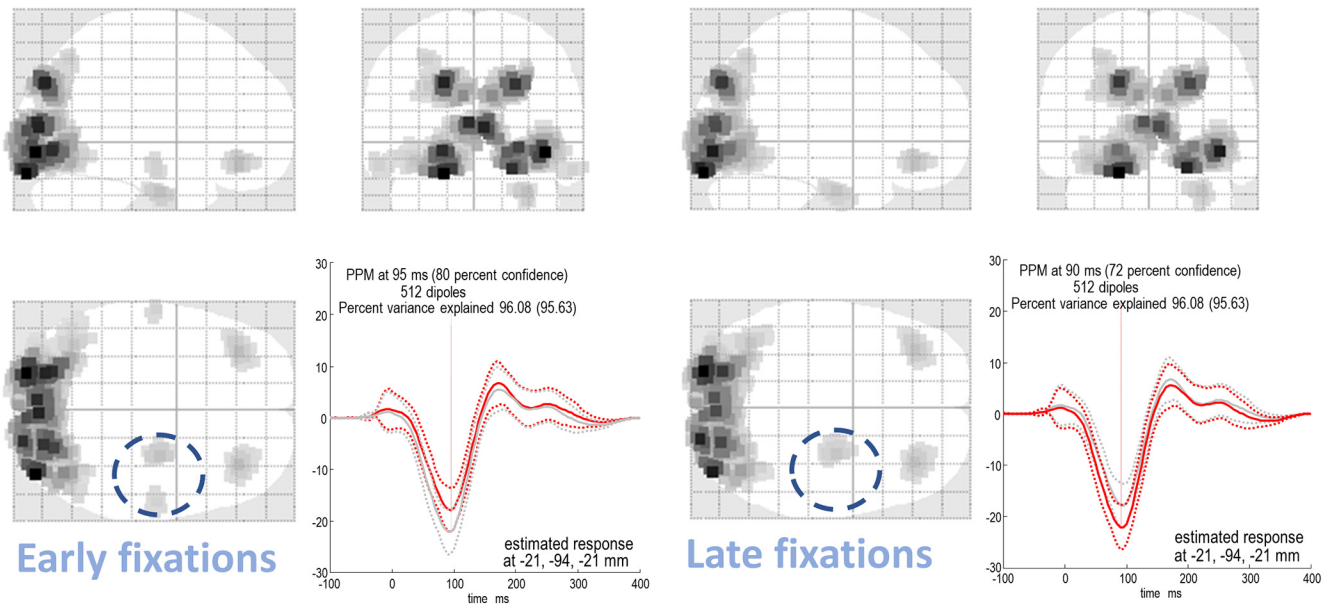 30
PPM at 95 ms (80 percent confidence)
512 dipoles
Percent variance explained 96.08 (95.63)
20
10
0
-10
-20
-30
estimated response
at -21, -94, -21 mm
-100 0 100 200 300 400
time ms
Early fixations
30
PPM at 90 ms (72 percent confidence)
512 dipoles
Percent variance explained 96.08 (95.63)
20
10
0
-10
-20
-30
estimated response
at -21, -94, -21 mm
-100 0 100 200 300 400
time ms
Late fixations